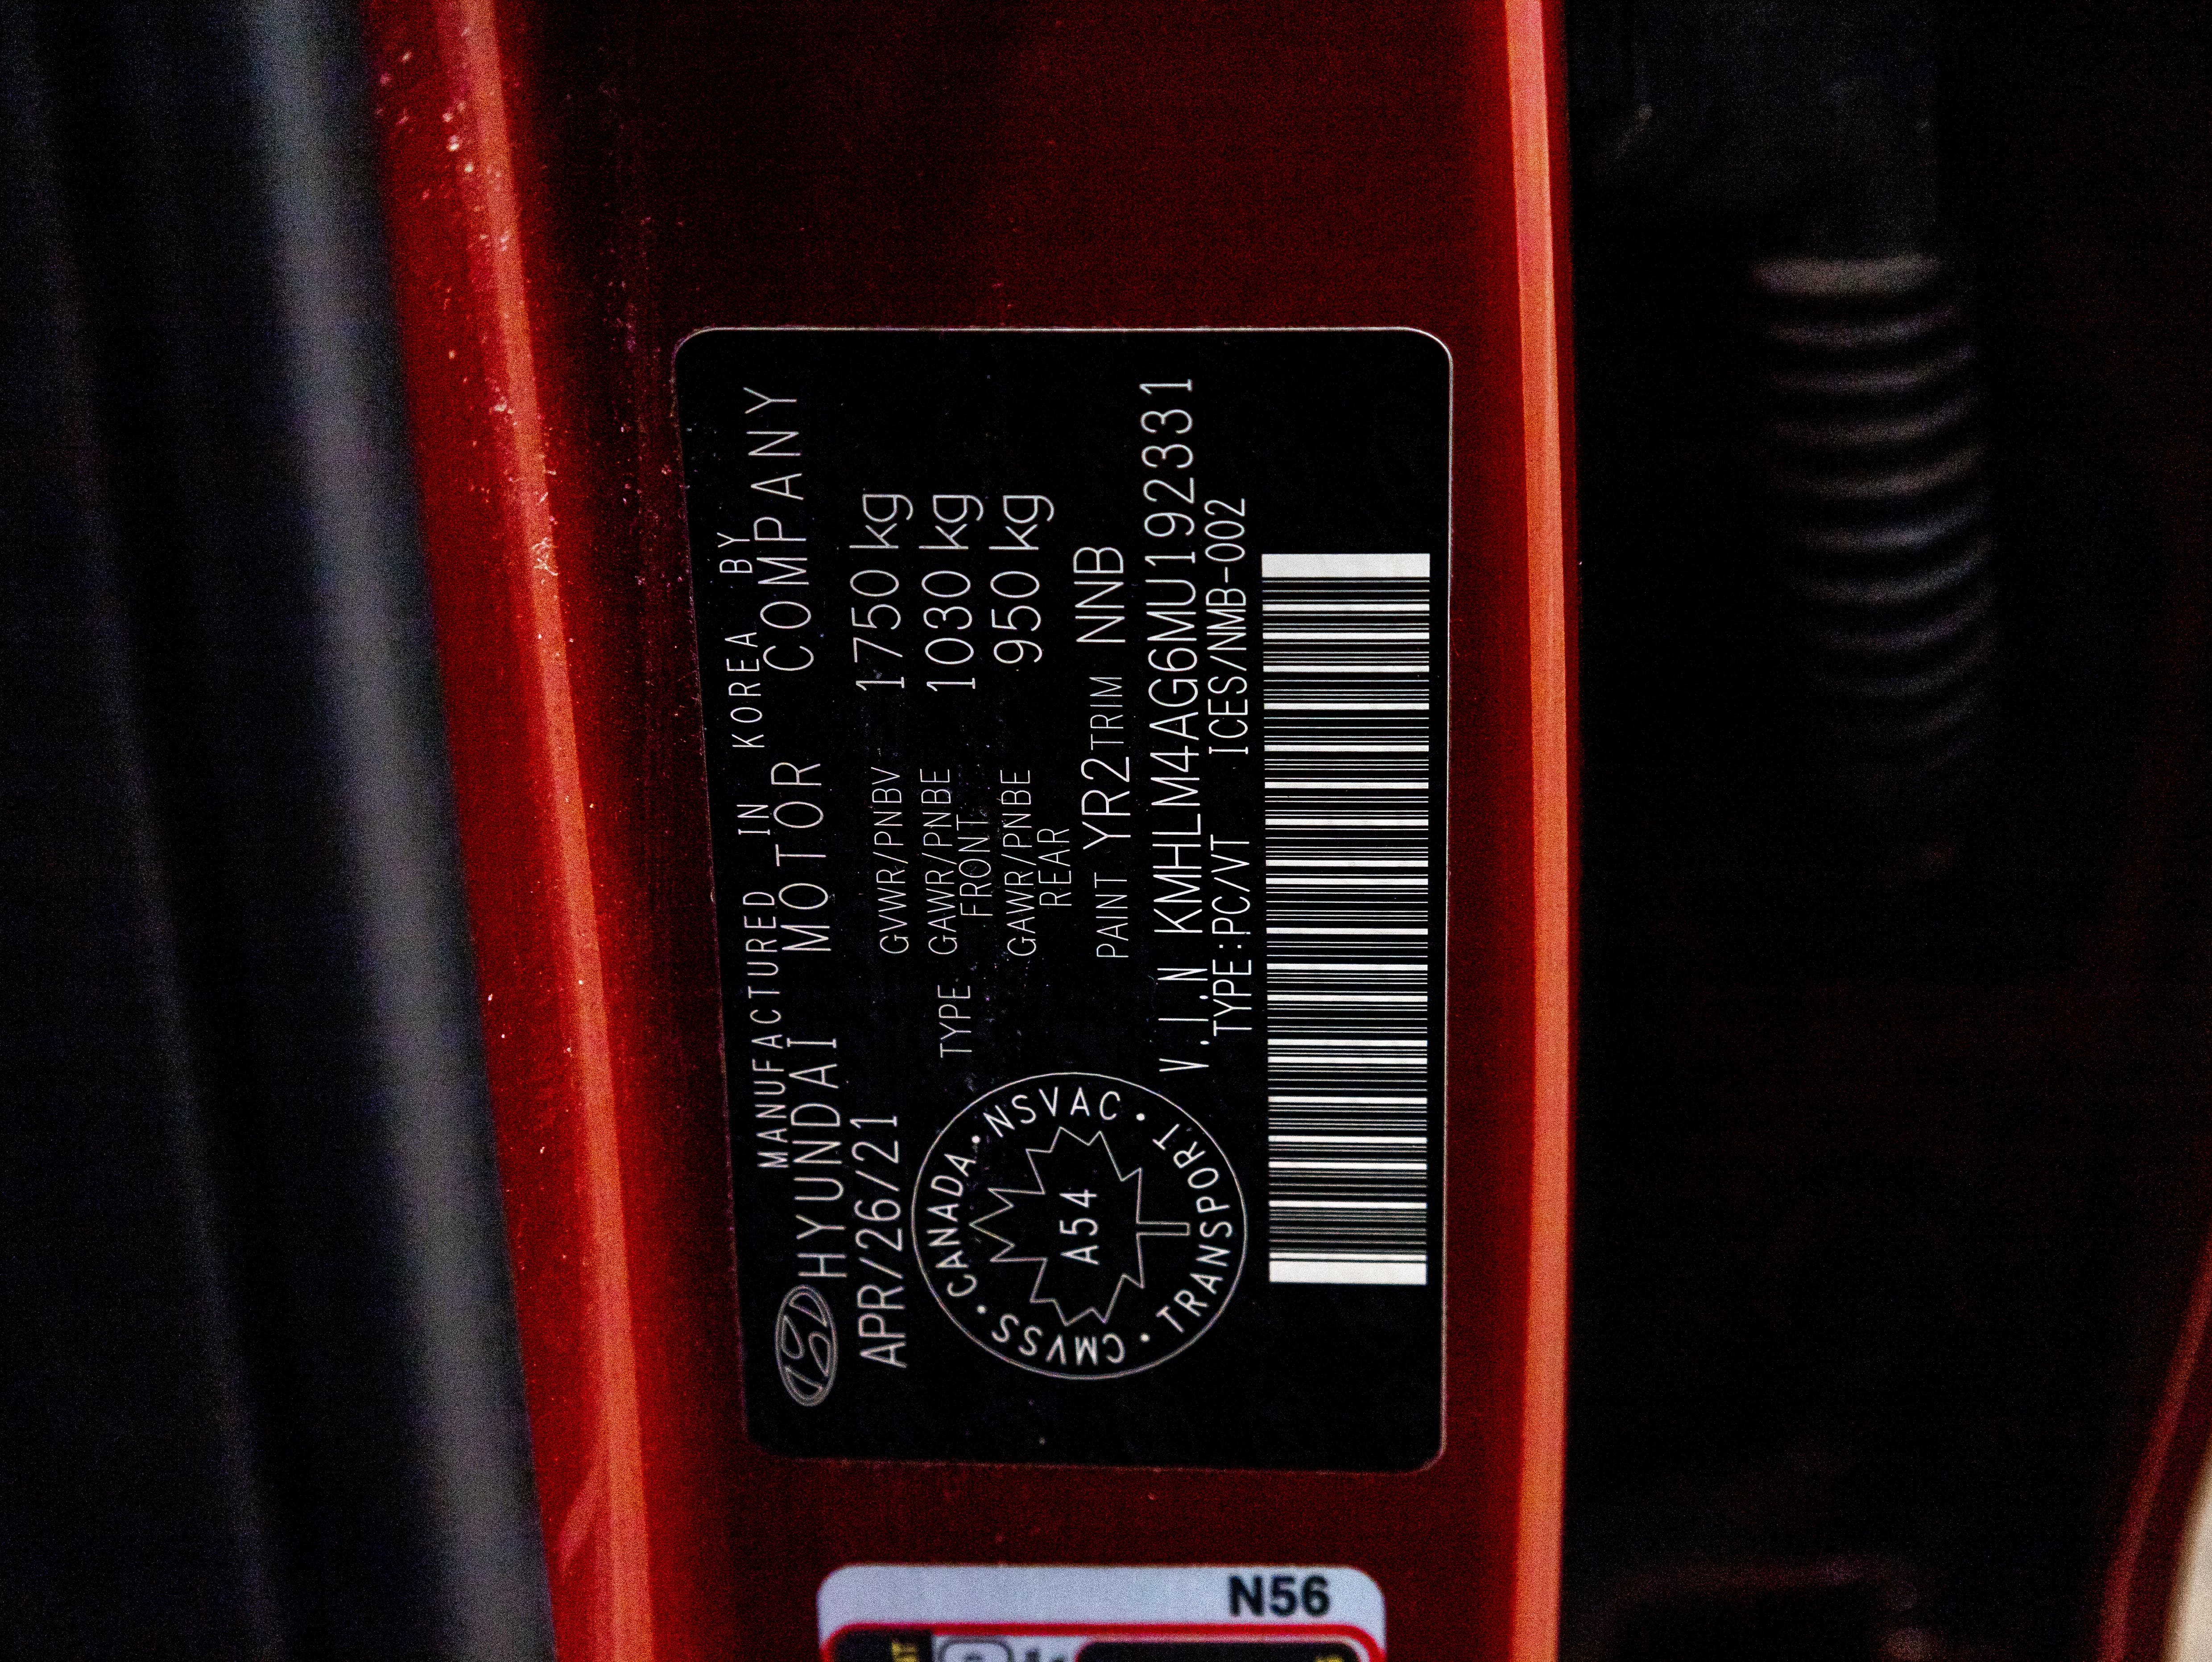 MANUFACTURED IN KOREA BY
HYUNDAI MOTOR COMPANY
APR/26/21
GVWR/PNBV 1750 kg
TYPE GAWR/PNBE FRONT 1030 kg
GAWR/PNBE REAR 950 kg
PAINT YR2 TRIM NNB
CMVSS • CANADA • NSVAC • TRANSPORT •
A54
V.I.N KMHLM4AG6MU192331
TYPE:PC/VT ICES/NMB-002
N56